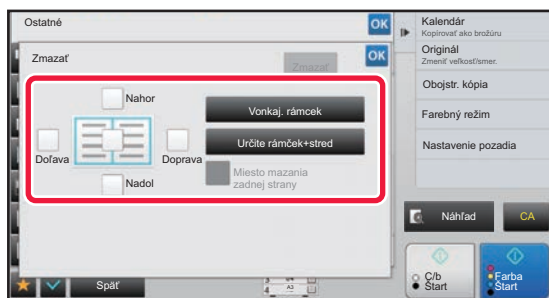 Ostatné
OK
Zmazať
Zmazať
OK
Nahor
Doľava
Doprava
Nadol
Vonkaj. rámcek
Určite rámček+stred
Miesto mazania
zadnej strany
Späť
Kalendár
Kopírovať ako brožúru
Originál
Zmeniť veľkosť/smer.
Obojstr. kópia
Farebný režim
Nastavenie pozadia
Náhľad
CA
Č/b
Štart
Farba
Štart